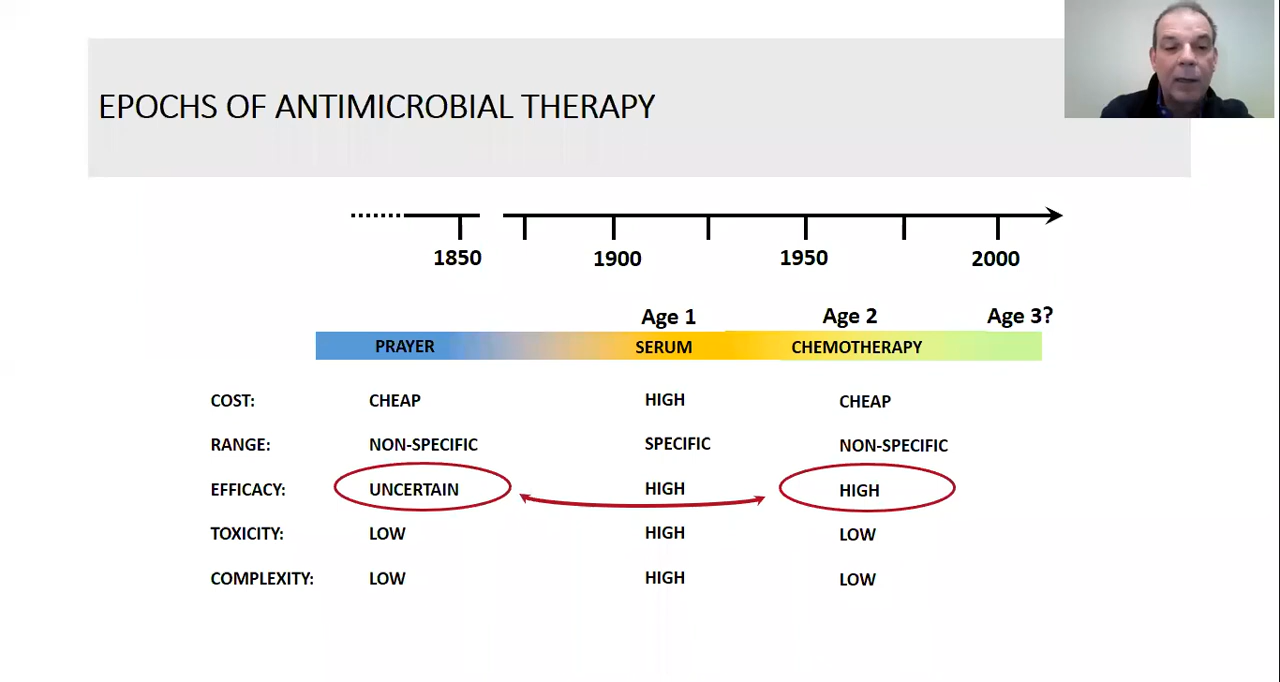 EPOCHS OF ANTIMICROBIAL THERAPY
1850 1900 1950 2000
Age 1 Age 2 Age 3?
PRAYER SERUM CHEMOTHERAPY
COST: CHEAP HIGH CHEAP
RANGE: NON-SPECIFIC SPECIFIC NON-SPECIFIC
EFFICACY: UNCERTAIN HIGH HIGH
TOXICITY: LOW HIGH LOW
COMPLEXITY: LOW HIGH LOW